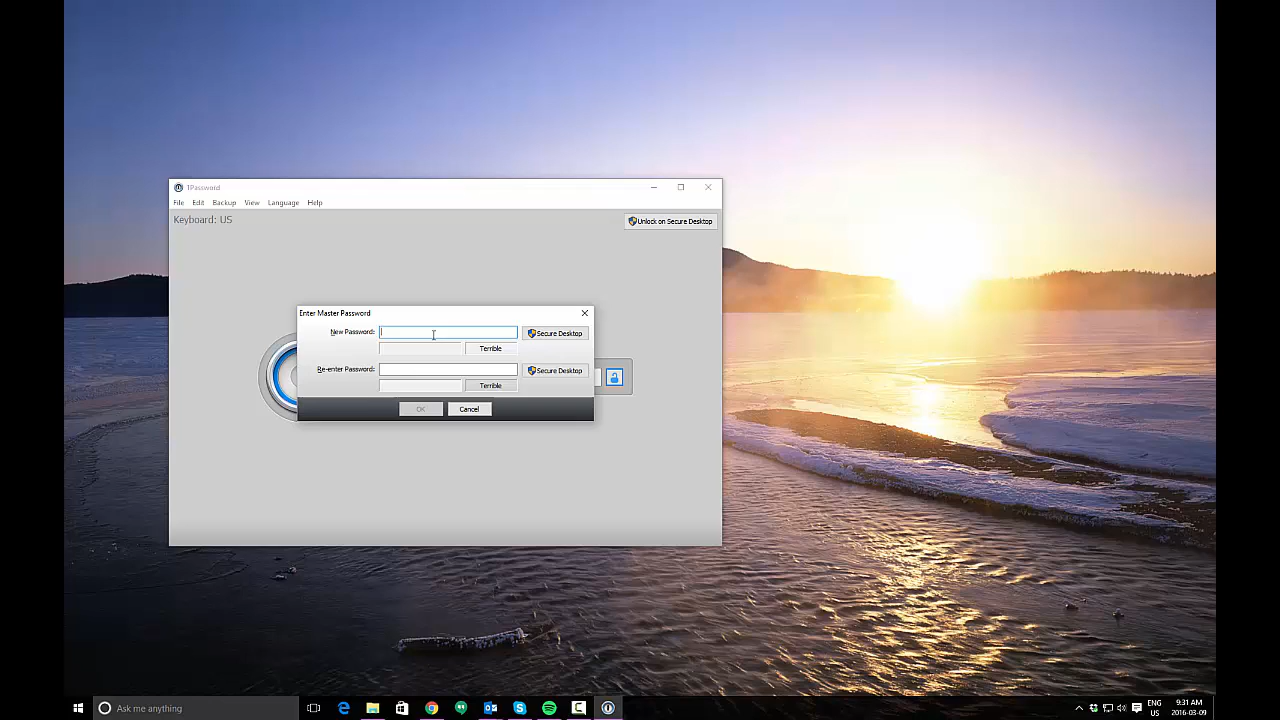 1Password
File Edit Backup View Language Help
Keyboard: US
Unlock on Secure Desktop
Enter Master Password
New Password:
Secure Desktop
Terrible
Re-enter Password:
Secure Desktop
Terrible
OK Cancel
Ask me anything
ENG
US
9:31 AM
2016-03-09